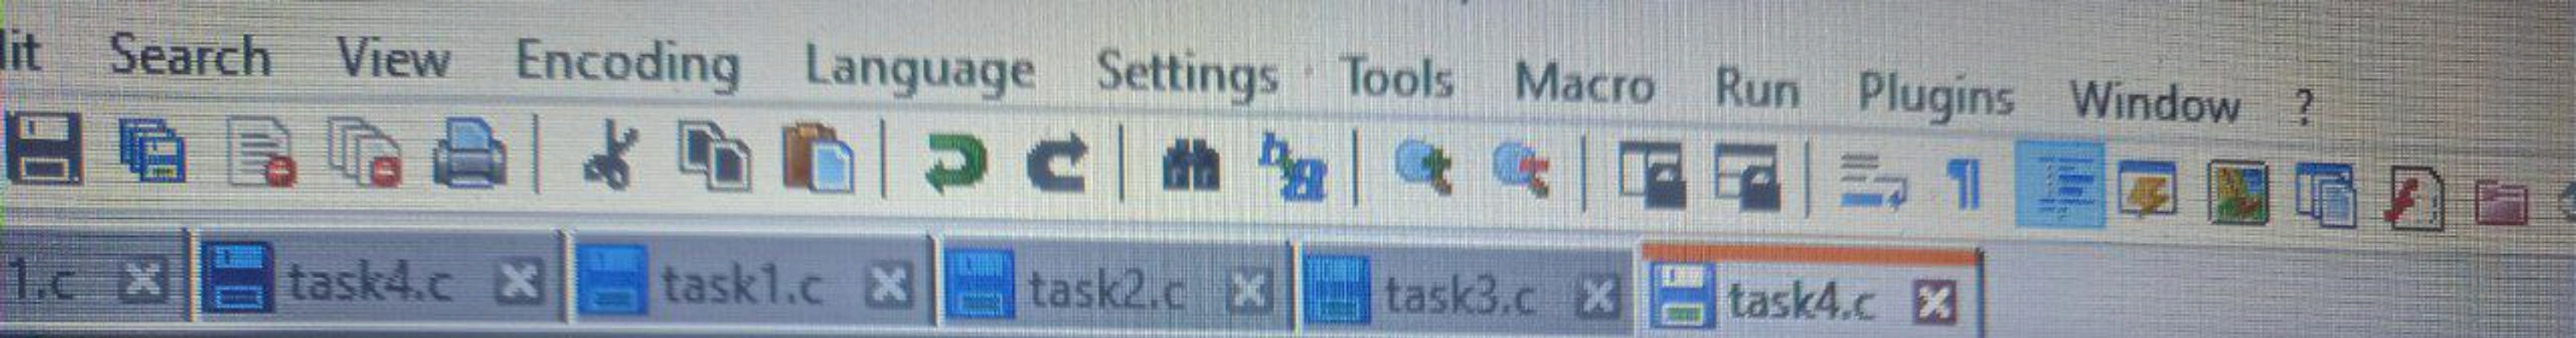 lit Search View Encoding Language Settings Tools Macro Run Plugins Window ?
1.c task4.c task1.c task2.c task3.c task4.c